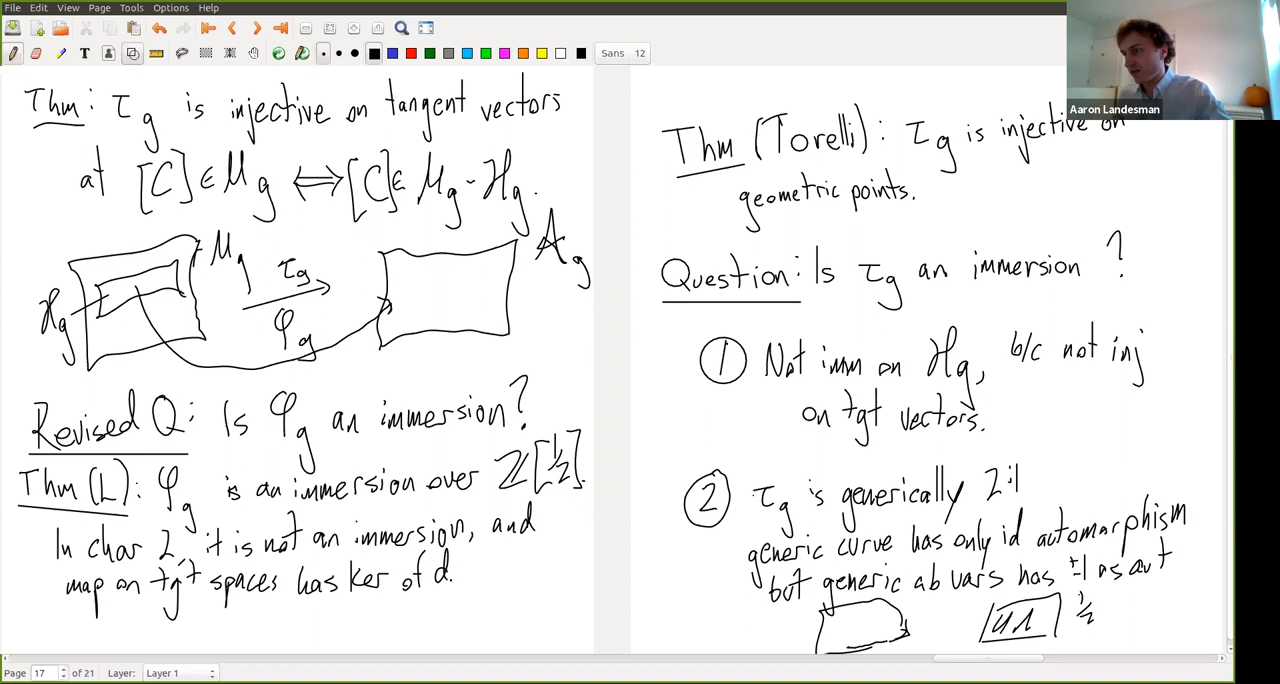 File Edit View Page Tools Options Help
Sans 12
Aaron Landesman
Thm: τg is injective on tangent vectors
at [C] ∈ Mg ⟺ [C] ∈ Mg - Hg.
Mg
τg
φg
Ag
Hg
Revised Q: Is φg an immersion?
Thm (L): φg is an immersion over Z[1/2].
In char 2, it is not an immersion, and
map on tgt spaces has ker of d.
Thm (Torelli): τg is injective on
geometric points.
Question: Is τg an immersion?
① Not imm on Hg, b/c not inj
on tgt vectors.
② τg is generically 2:1
generic curve has only id automorphism
but generic ab vars has ±1 as aut
1/2
Page 17 of 21 Layer: Layer 1